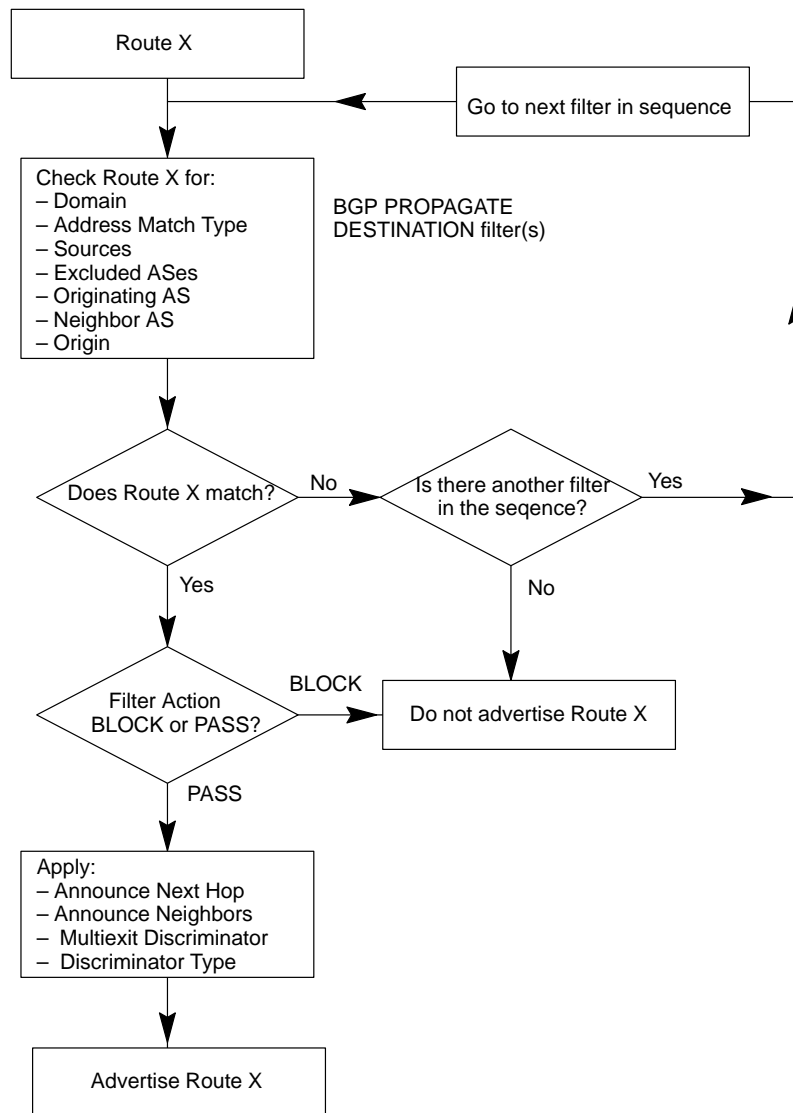 Route X
Go to next filter in sequence
Check Route X for:
– Domain
– Address Match Type
– Sources
– Excluded ASes
– Originating AS
– Neighbor AS
– Origin
BGP PROPAGATE
DESTINATION filter(s)
Does Route X match?
No
Is there another filter
in the seqence?
Yes
Yes
No
Filter Action
BLOCK or PASS?
BLOCK
Do not advertise Route X
PASS
Apply:
– Announce Next Hop
– Announce Neighbors
– Multiexit Discriminator
– Discriminator Type
Advertise Route X